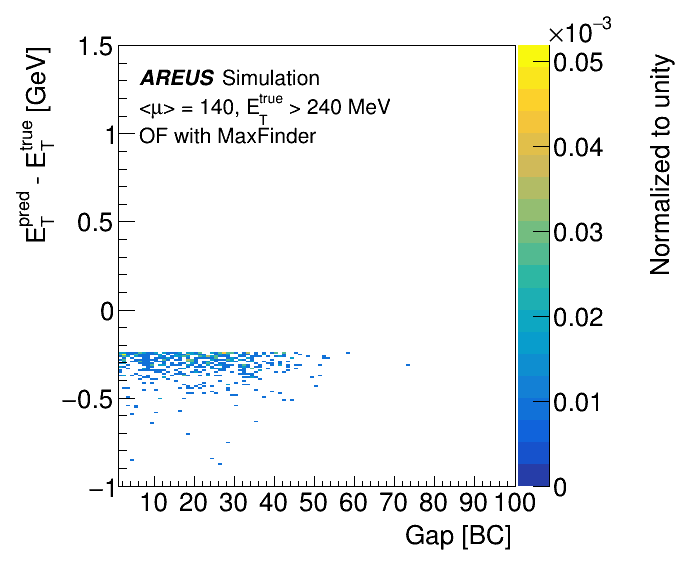 ×10⁻³
AREUS Simulation
<μ> = 140, E_T^true > 240 MeV
OF with MaxFinder
E_T^pred - E_T^true [GeV]
1.5
1
0.5
0
−0.5
−1
10 20 30 40 50 60 70 80 90 100
Gap [BC]
0.05
0.04
0.03
0.02
0.01
0
Normalized to unity